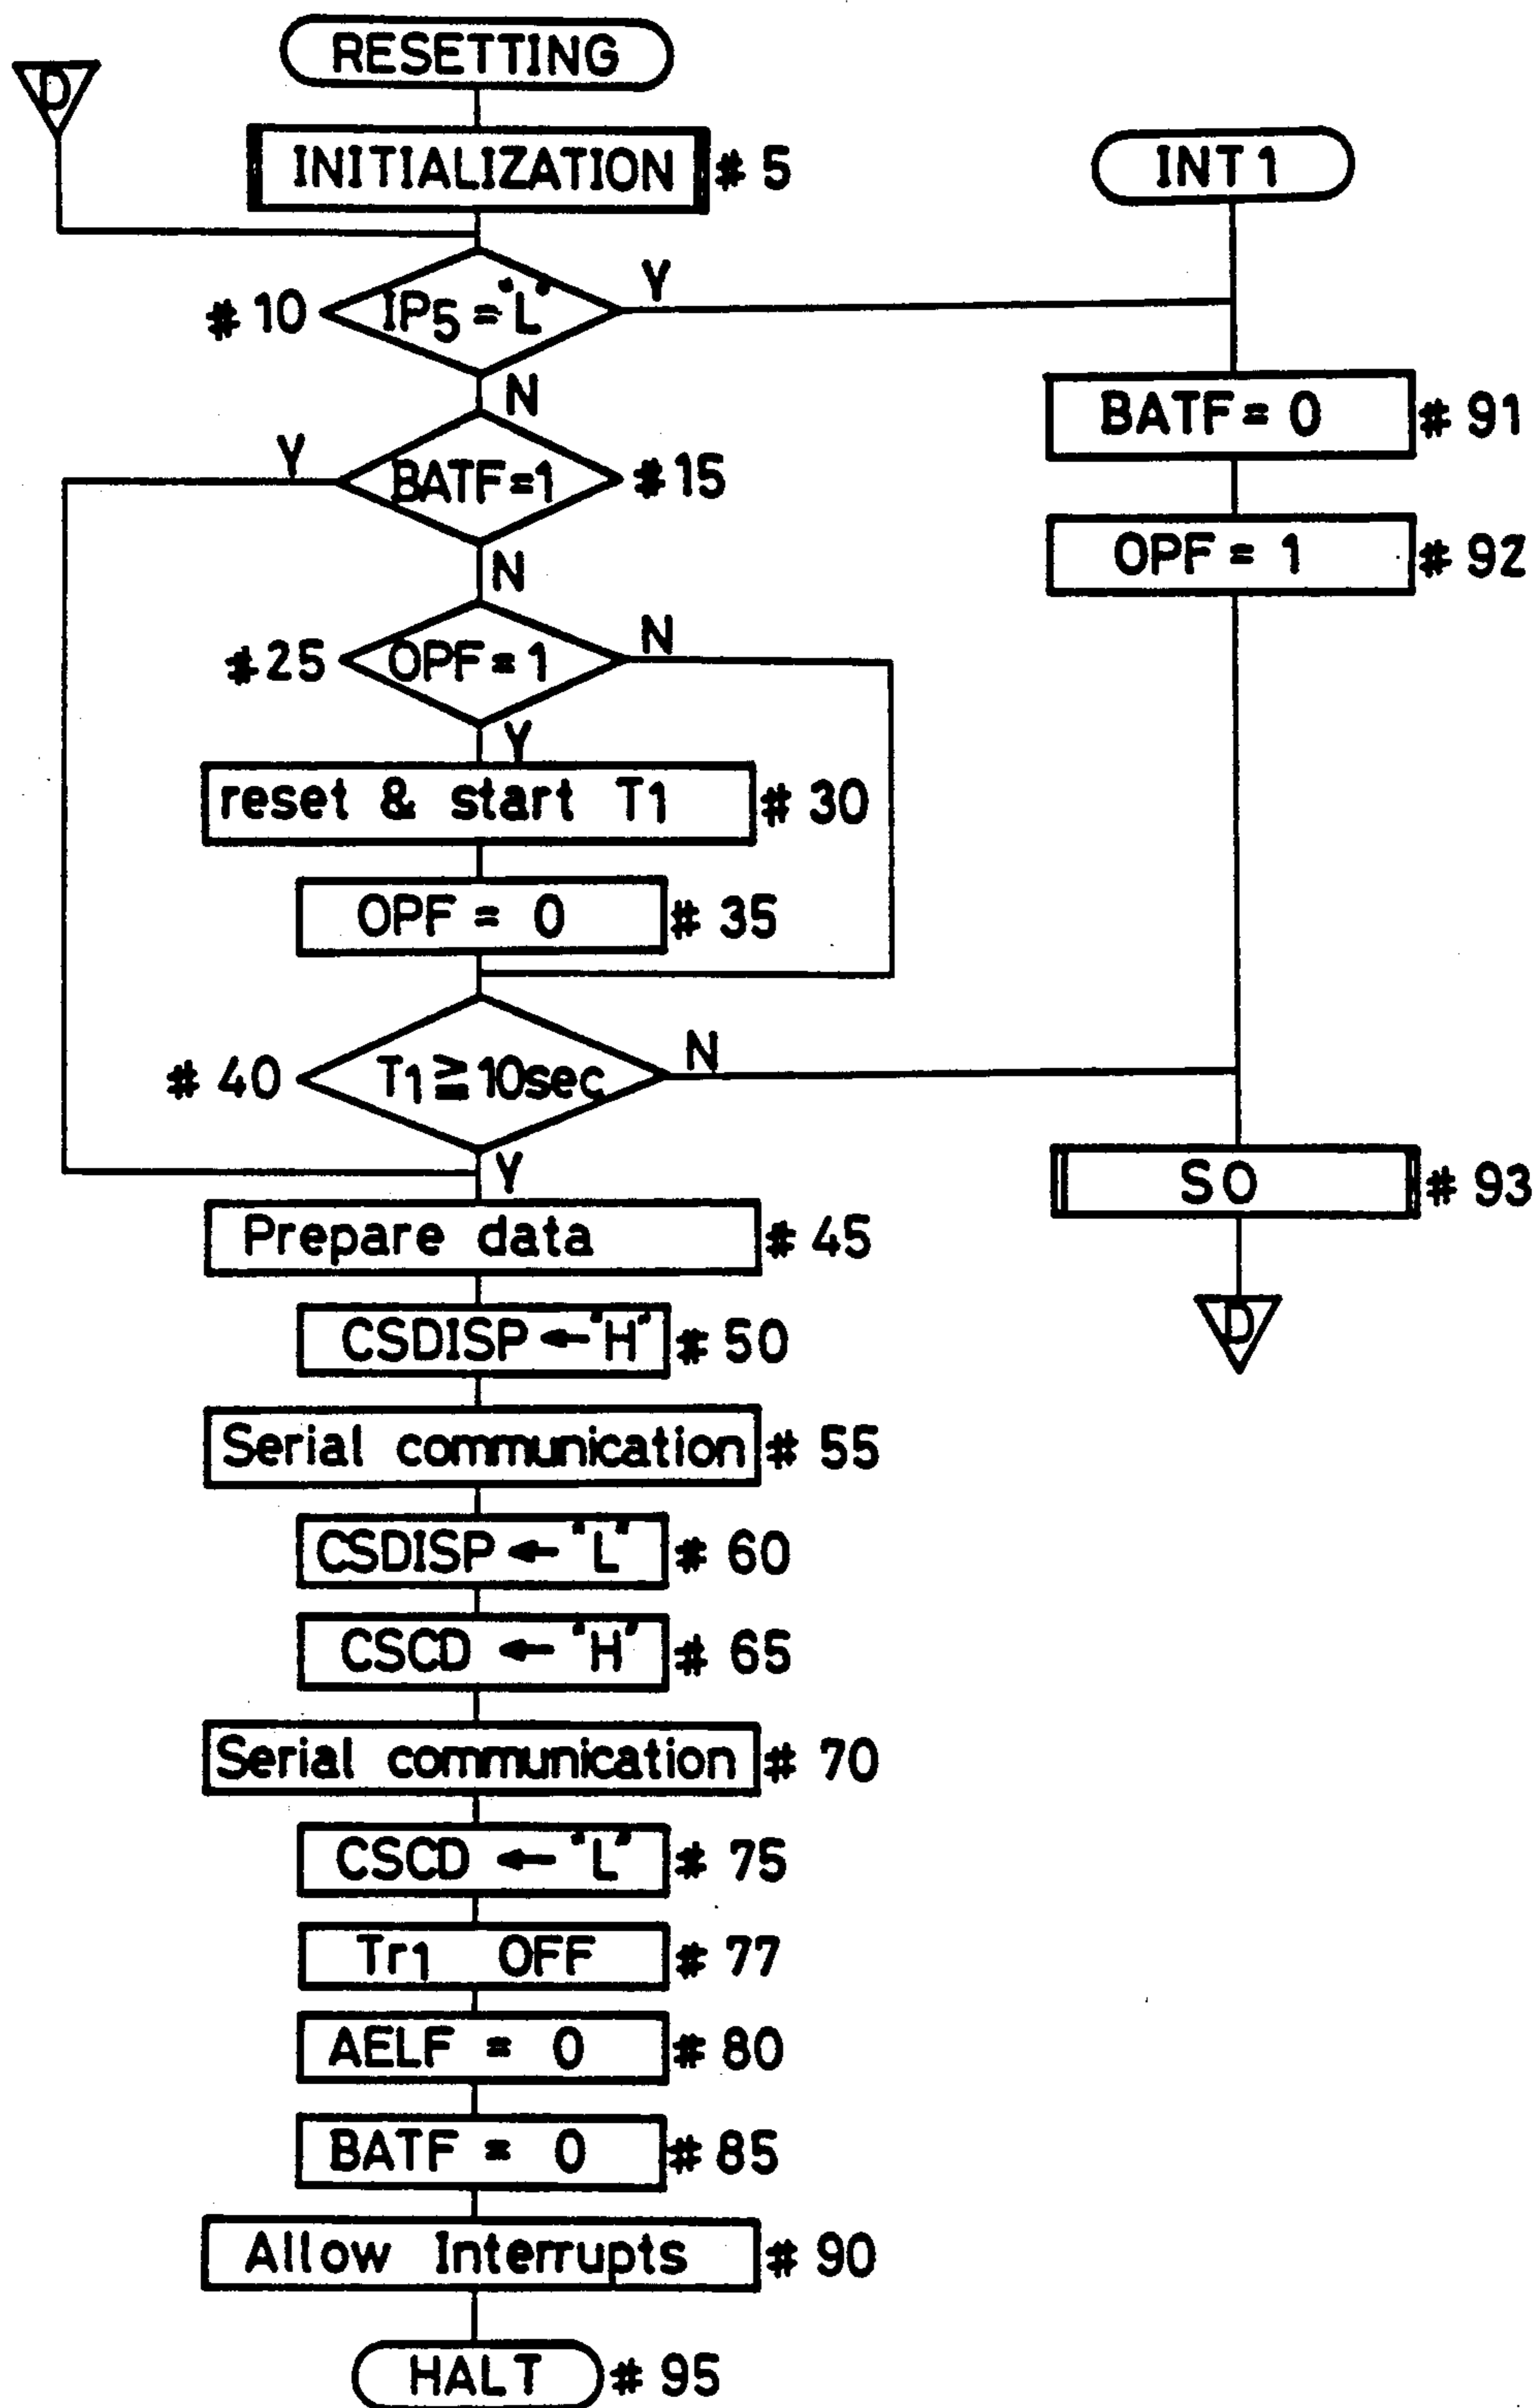 RESETTING
D
INITIALIZATION # 5
INT1
# 10 IP5 = "L" Y
N
BATF = 0 # 91
Y BATF=1 # 15
OPF = 1 # 92
N
# 25 OPF = 1 N
Y
reset & start T1 # 30
OPF = 0 # 35
# 40 T1 ≧ 10sec N
Y
SO # 93
Prepare data # 45
D
CSDISP ← "H" # 50
Serial communication # 55
CSDISP ← "L" # 60
CSCD ← "H" # 65
Serial communication # 70
CSCD ← "L" # 75
Tr1 OFF # 77
AELF = 0 # 80
BATF = 0 # 85
Allow Interrupts # 90
HALT # 95